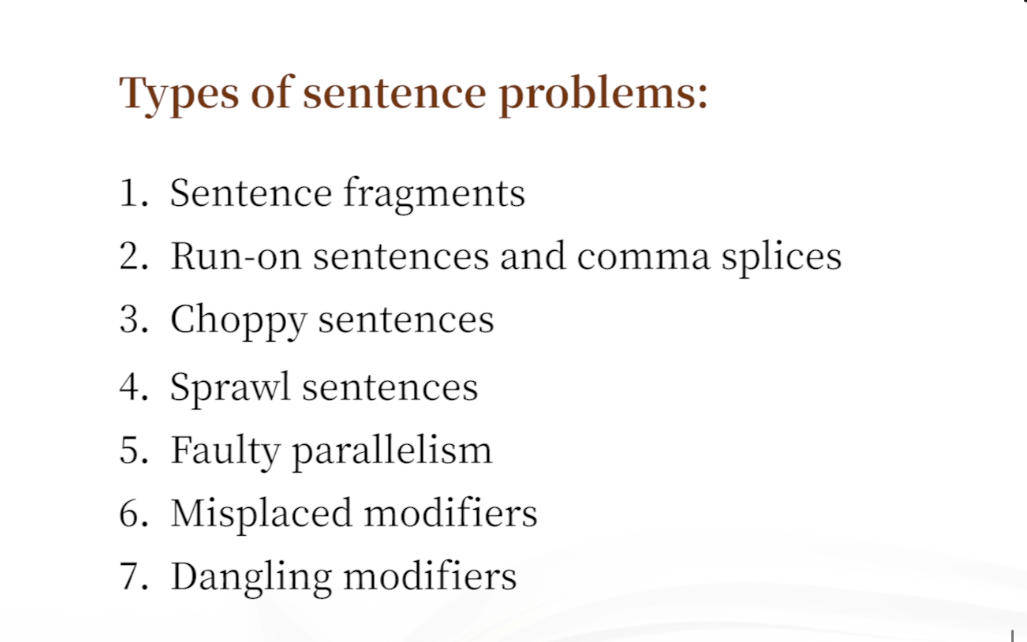 Types of sentence problems:
1. Sentence fragments
2. Run-on sentences and comma splices
3. Choppy sentences
4. Sprawl sentences
5. Faulty parallelism
6. Misplaced modifiers
7. Dangling modifiers